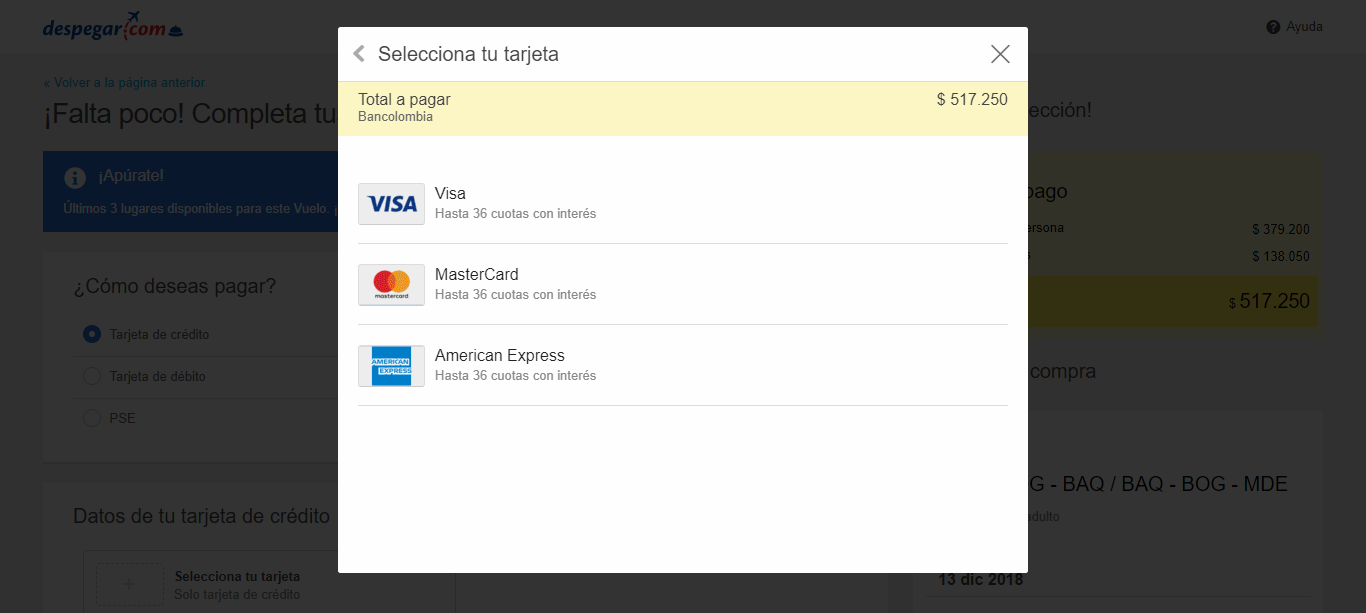 despegar.com
Ayuda
« Volver a la página anterior
¡Falta poco! Completa tu
ección!
¡Apúrate!
Últimos 3 lugares disponibles para este Vuelo. ¡
¿Cómo deseas pagar?
Tarjeta de crédito
Tarjeta de débito
PSE
Datos de tu tarjeta de crédito
Selecciona tu tarjeta
Solo tarjeta de crédito
Selecciona tu tarjeta
Total a pagar $ 517.250
Bancolombia
VISA
Visa
Hasta 36 cuotas con interés
mastercard
MasterCard
Hasta 36 cuotas con interés
AMERICAN EXPRESS
American Express
Hasta 36 cuotas con interés
pago
ersona $ 379.200
$ 138.050
$ 517.250
compra
G - BAQ / BAQ - BOG - MDE
dulto
13 dic 2018